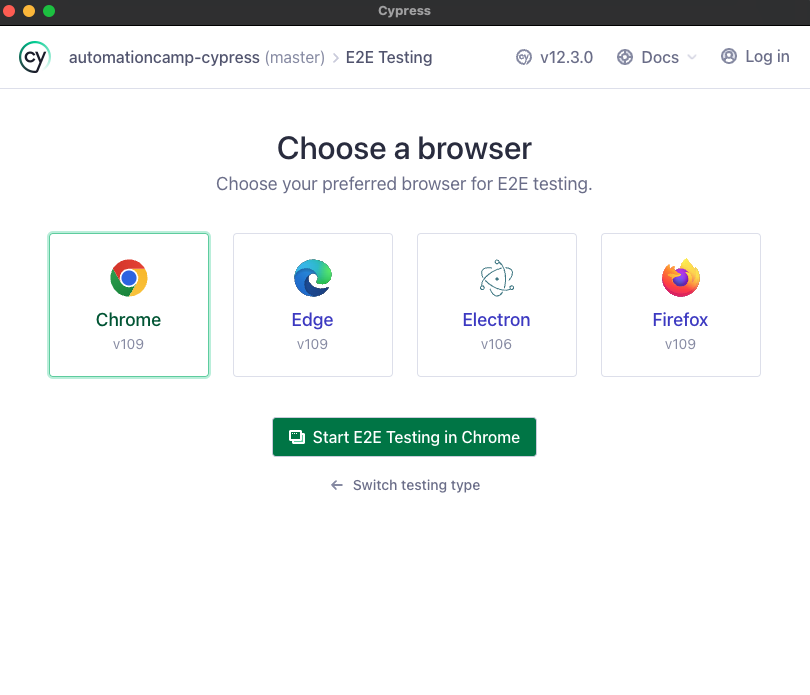 Cypress
cy automationcamp-cypress (master) > E2E Testing cy v12.3.0 Docs Log in
Choose a browser
Choose your preferred browser for E2E testing.
Chrome Edge Electron Firefox
v109 v109 v106 v109
Start E2E Testing in Chrome
← Switch testing type